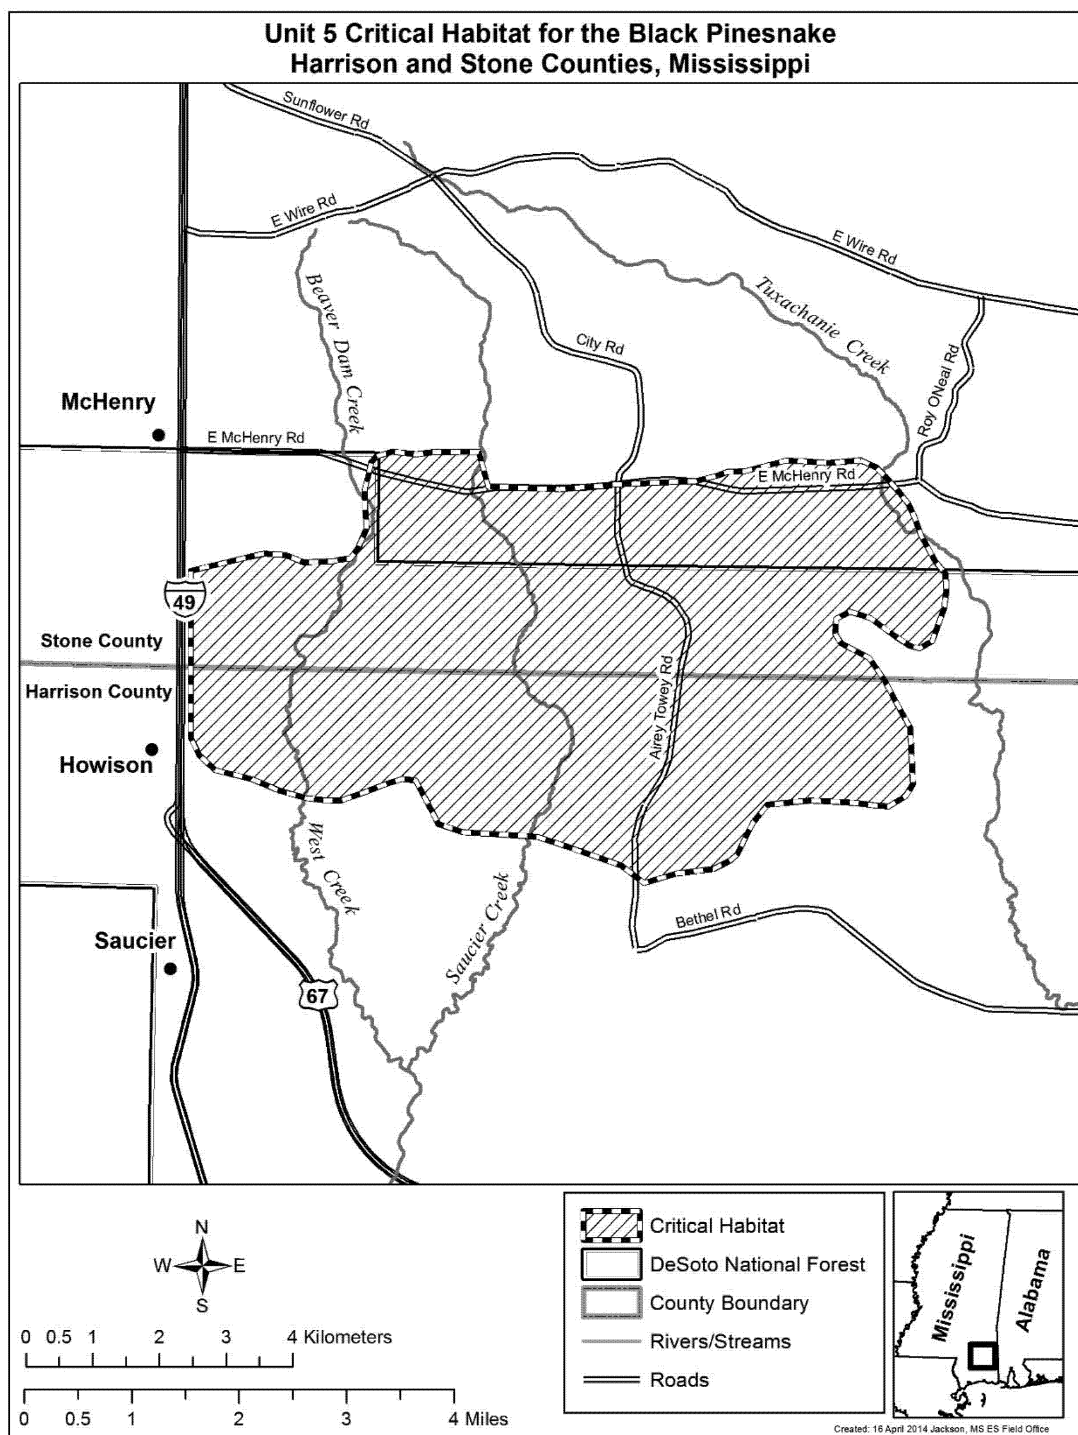 Unit 5 Critical Habitat for the Black Pinesnake
Harrison and Stone Counties, Mississippi
Sunflower Rd
E Wire Rd
E Wire Rd
Beaver Dam Creek
Tuxachanie Creek
City Rd
Roy ONeal Rd
McHenry
E McHenry Rd
E McHenry Rd
49
Stone County
Harrison County
Airey Towey Rd
Howison
West Creek
Saucier Creek
Bethel Rd
Saucier
67
N
W E
S
0 0.5 1 2 3 4 Kilometers
0 0.5 1 2 3 4 Miles
Critical Habitat
DeSoto National Forest
County Boundary
Rivers/Streams
Roads
Mississippi
Alabama
Created: 16 April 2014 Jackson, MS ES Field Office